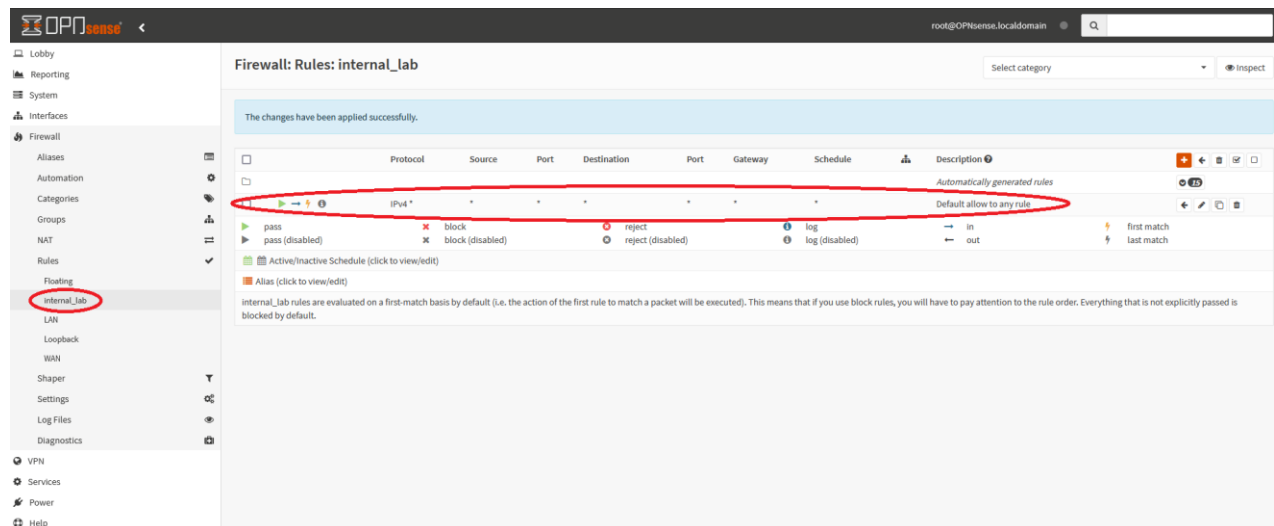 OPNsense
root@OPNsense.localdomain
Lobby
Reporting
System
Interfaces
Firewall
Aliases
Automation
Categories
Groups
NAT
Rules
Floating
internal_lab
LAN
Loopback
WAN
Shaper
Settings
Log Files
Diagnostics
VPN
Services
Power
Help
Firewall: Rules: internal_lab
Select category
Inspect
The changes have been applied successfully.
Protocol Source Port Destination Port Gateway Schedule Description
Automatically generated rules 15
IPv4 * * * * * * * Default allow to any rule
pass block reject log in first match
pass (disabled) block (disabled) reject (disabled) log (disabled) out last match
Active/Inactive Schedule (click to view/edit)
Alias (click to view/edit)
internal_lab rules are evaluated on a first-match basis by default (i.e. the action of the first rule to match a packet will be executed). This means that if you use block rules, you will have to pay attention to the rule order. Everything that is not explicitly passed is
blocked by default.